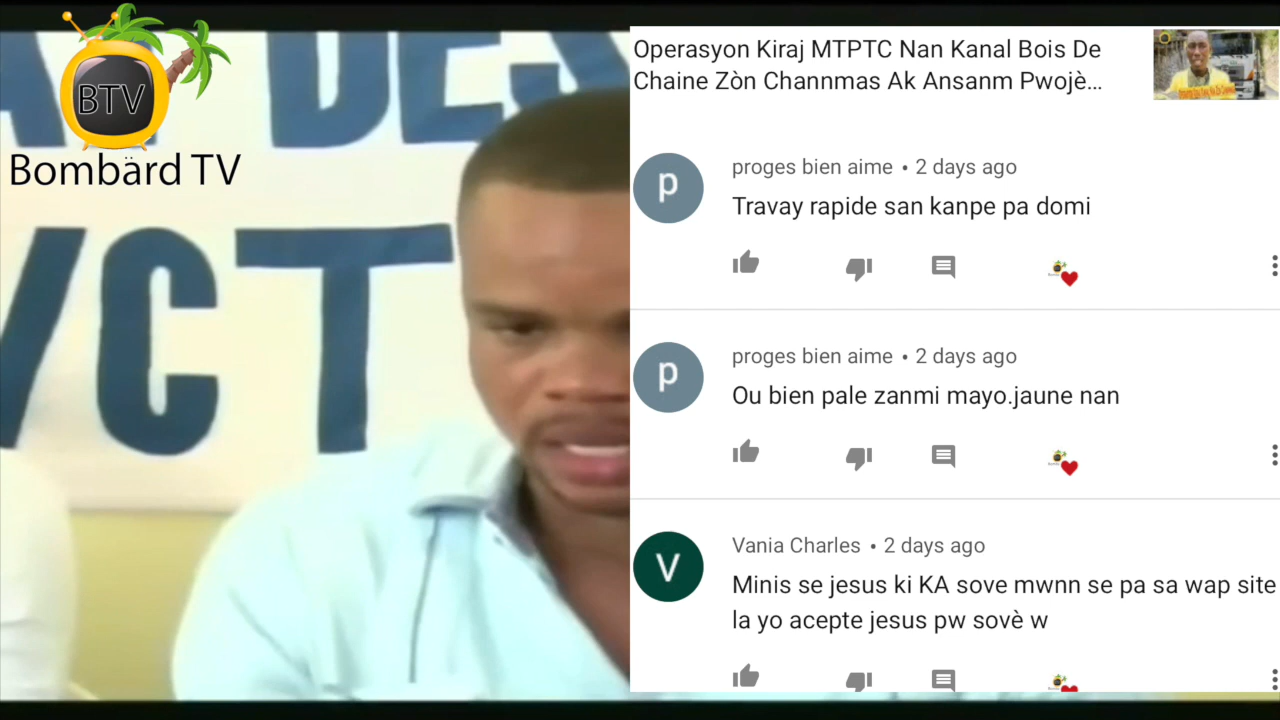 BTV
Bombärd TV
DES
VCT
Operasyon Kiraj MTPTC Nan Kanal Bois De
Chaine Zòn Channmas Ak Ansanm Pwojè...
p
proges bien aime • 2 days ago
Travay rapide san kanpe pa domi
p
proges bien aime • 2 days ago
Ou bien pale zanmi mayo.jaune nan
V
Vania Charles • 2 days ago
Minis se jesus ki KA sove mwnn se pa sa wap site
la yo acepte jesus pw sovè w